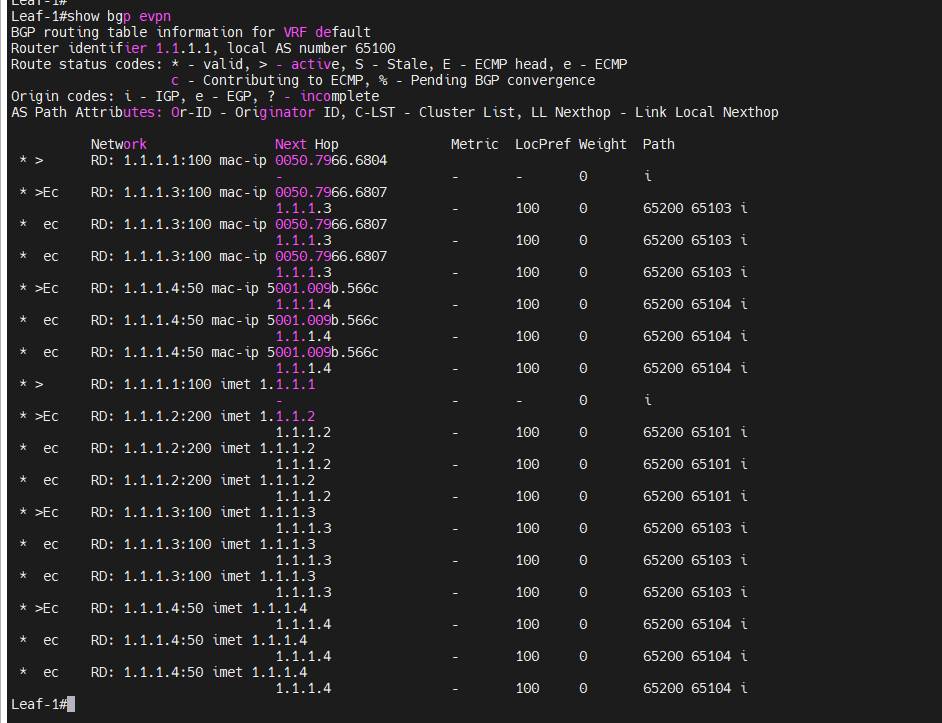 Leaf-1#
Leaf-1#show bgp evpn
BGP routing table information for VRF default
Router identifier 1.1.1.1, local AS number 65100
Route status codes: * - valid, > - active, S - Stale, E - ECMP head, e - ECMP
                    c - Contributing to ECMP, % - Pending BGP convergence
Origin codes: i - IGP, e - EGP, ? - incomplete
AS Path Attributes: Or-ID - Originator ID, C-LST - Cluster List, LL Nexthop - Link Local Nexthop
          Network                Next Hop              Metric  LocPref Weight  Path
 * >      RD: 1.1.1.1:100 mac-ip 0050.7966.6804
                                 -                     -       -       0       i
 * >Ec    RD: 1.1.1.3:100 mac-ip 0050.7966.6807
                                 1.1.1.3               -       100     0       65200 65103 i
 *  ec    RD: 1.1.1.3:100 mac-ip 0050.7966.6807
                                 1.1.1.3               -       100     0       65200 65103 i
 *  ec    RD: 1.1.1.3:100 mac-ip 0050.7966.6807
                                 1.1.1.3               -       100     0       65200 65103 i
 * >Ec    RD: 1.1.1.4:50 mac-ip 5001.009b.566c
                                 1.1.1.4               -       100     0       65200 65104 i
 *  ec    RD: 1.1.1.4:50 mac-ip 5001.009b.566c
                                 1.1.1.4               -       100     0       65200 65104 i
 *  ec    RD: 1.1.1.4:50 mac-ip 5001.009b.566c
                                 1.1.1.4               -       100     0       65200 65104 i
 * >      RD: 1.1.1.1:100 imet 1.1.1.1
                                 -                     -       -       0       i
 * >Ec    RD: 1.1.1.2:200 imet 1.1.1.2
                                 1.1.1.2               -       100     0       65200 65101 i
 *  ec    RD: 1.1.1.2:200 imet 1.1.1.2
                                 1.1.1.2               -       100     0       65200 65101 i
 *  ec    RD: 1.1.1.2:200 imet 1.1.1.2
                                 1.1.1.2               -       100     0       65200 65101 i
 * >Ec    RD: 1.1.1.3:100 imet 1.1.1.3
                                 1.1.1.3               -       100     0       65200 65103 i
 *  ec    RD: 1.1.1.3:100 imet 1.1.1.3
                                 1.1.1.3               -       100     0       65200 65103 i
 *  ec    RD: 1.1.1.3:100 imet 1.1.1.3
                                 1.1.1.3               -       100     0       65200 65103 i
 * >Ec    RD: 1.1.1.4:50 imet 1.1.1.4
                                 1.1.1.4               -       100     0       65200 65104 i
 *  ec    RD: 1.1.1.4:50 imet 1.1.1.4
                                 1.1.1.4               -       100     0       65200 65104 i
 *  ec    RD: 1.1.1.4:50 imet 1.1.1.4
                                 1.1.1.4               -       100     0       65200 65104 i
Leaf-1#